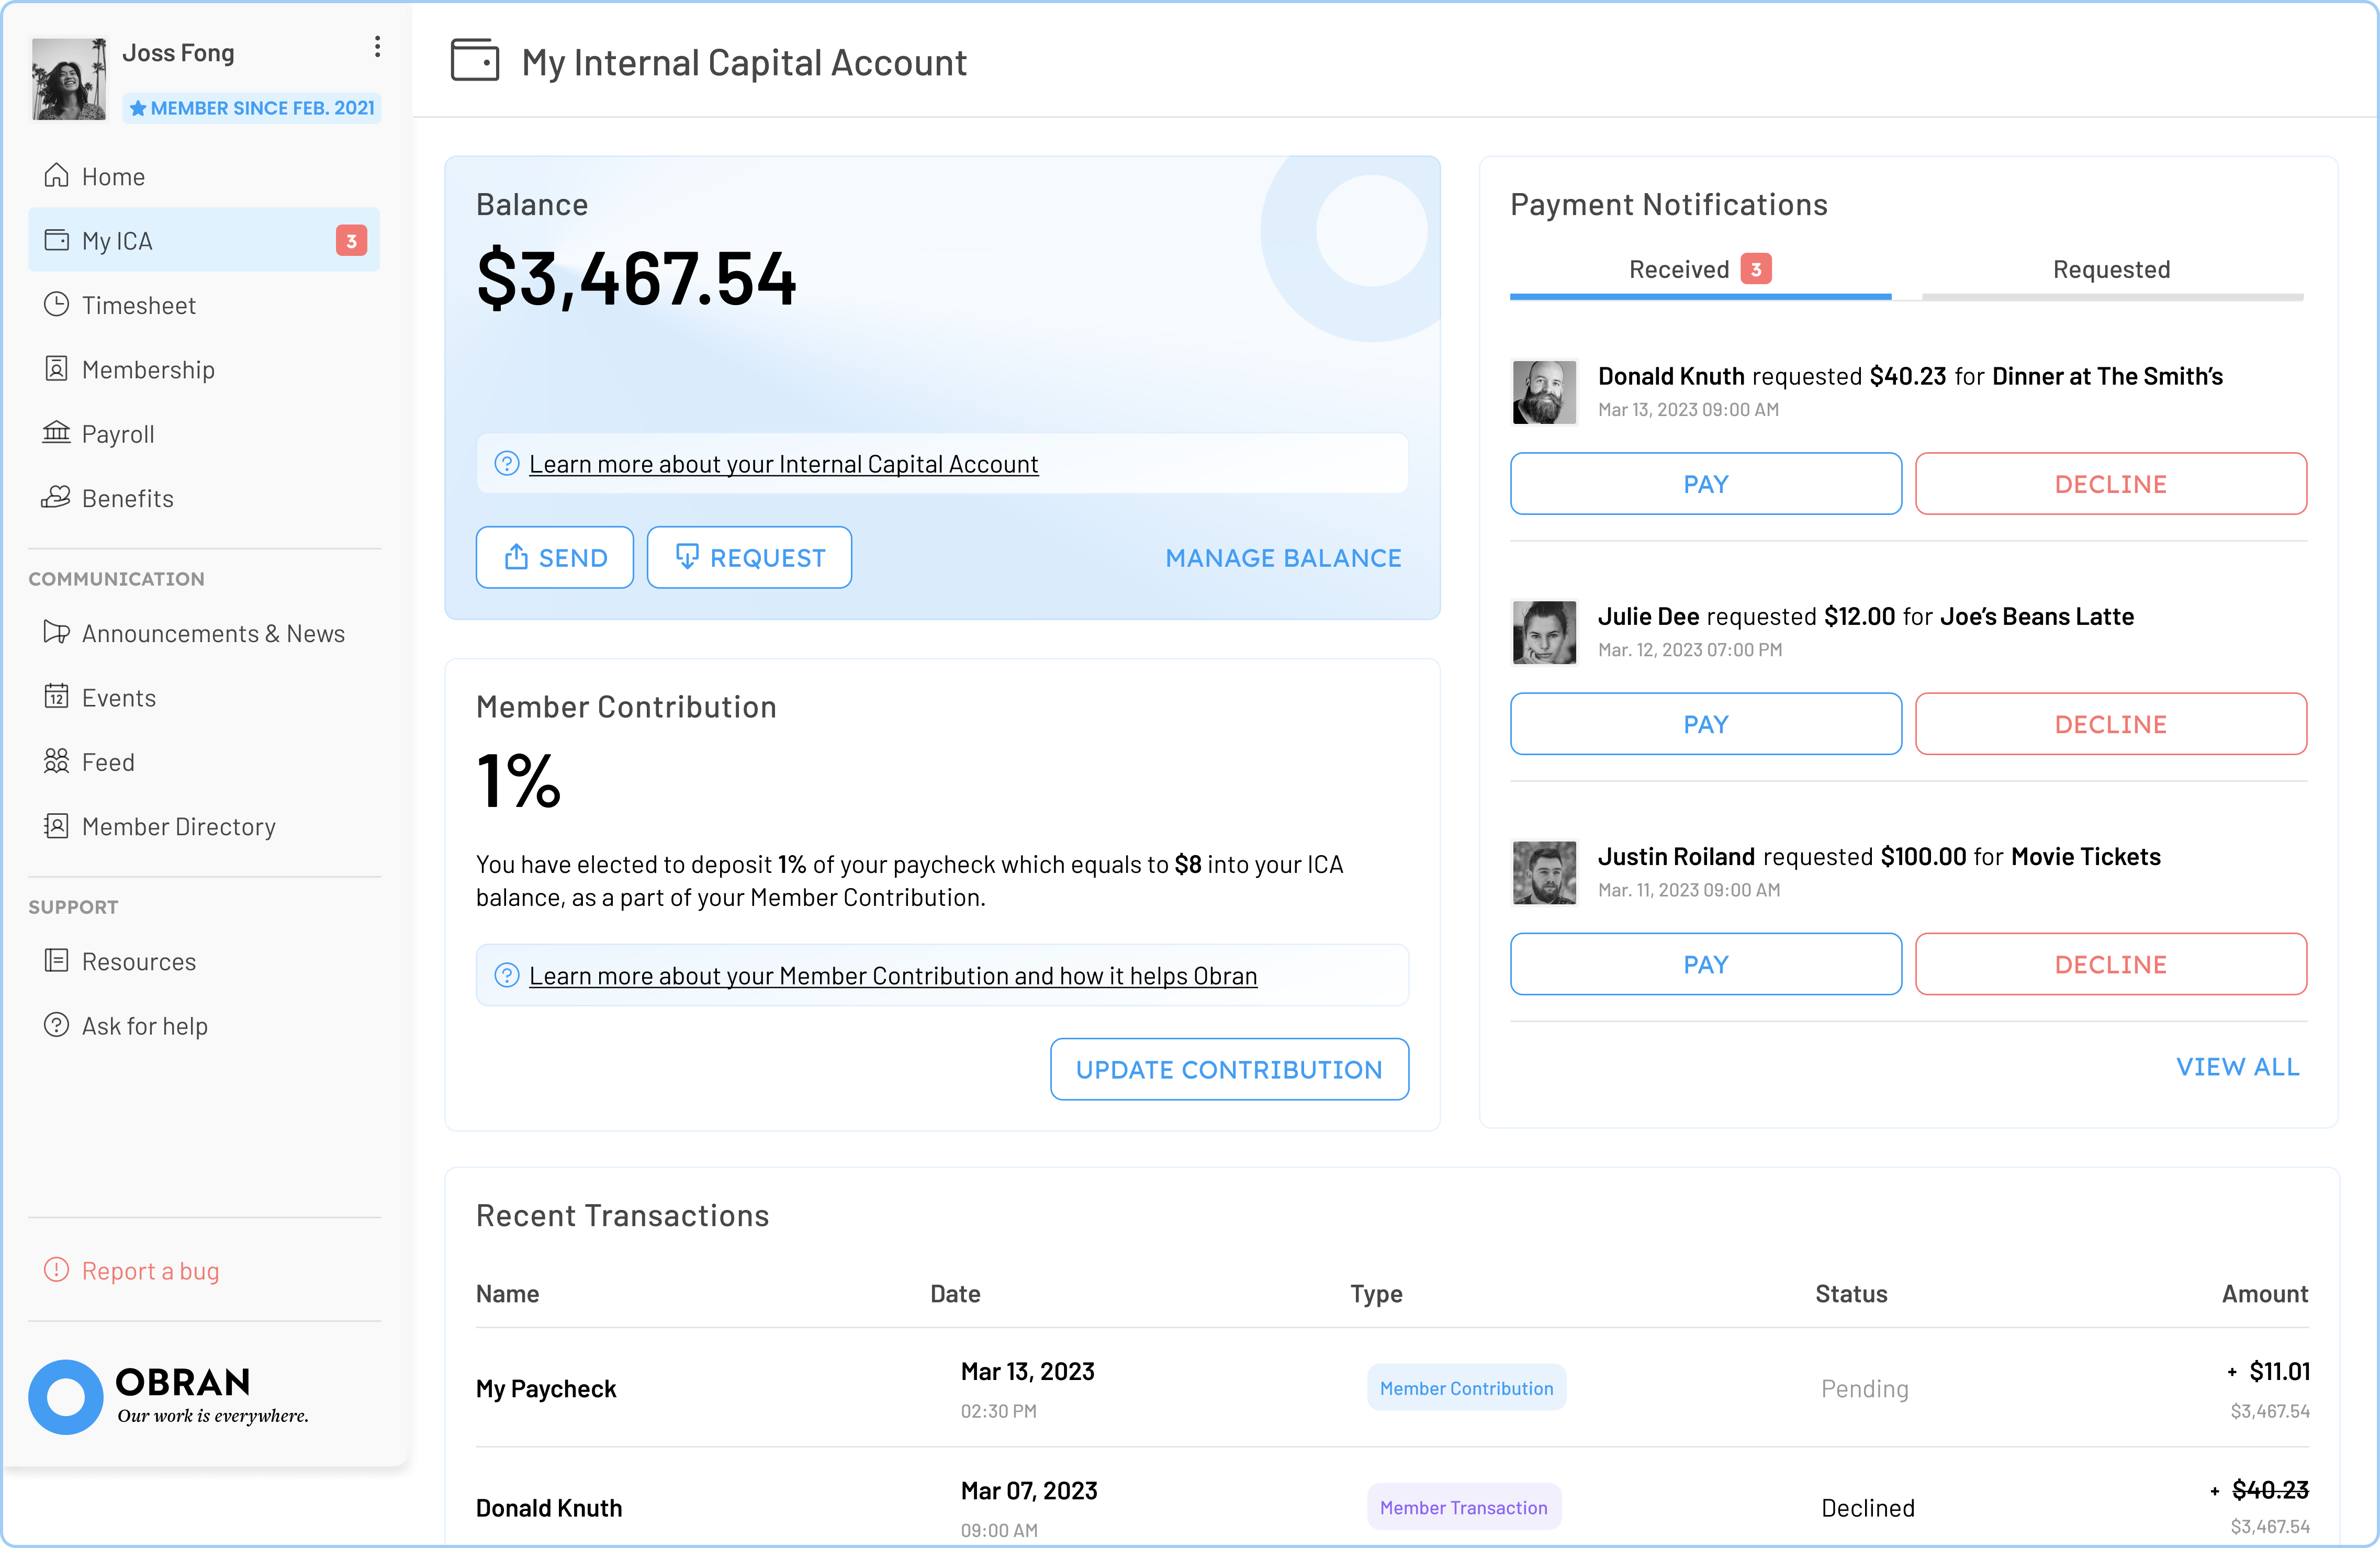 Joss Fong
MEMBER SINCE FEB. 2021
Home
My ICA 3
Timesheet
Membership
Payroll
Benefits
COMMUNICATION
Announcements & News
12 Events
Feed
Member Directory
SUPPORT
Resources
Ask for help
Report a bug
OBRAN
Our work is everywhere.
My Internal Capital Account
Balance
$3,467.54
Learn more about your Internal Capital Account
SEND REQUEST MANAGE BALANCE
Member Contribution
1%
You have elected to deposit 1% of your paycheck which equals to $8 into your ICA
balance, as a part of your Member Contribution.
Learn more about your Member Contribution and how it helps Obran
UPDATE CONTRIBUTION
Payment Notifications
Received 3 Requested
Donald Knuth requested $40.23 for Dinner at The Smith’s
Mar 13, 2023 09:00 AM
PAY DECLINE
Julie Dee requested $12.00 for Joe’s Beans Latte
Mar. 12, 2023 07:00 PM
PAY DECLINE
Justin Roiland requested $100.00 for Movie Tickets
Mar. 11, 2023 09:00 AM
PAY DECLINE
VIEW ALL
Recent Transactions
Name Date Type Status Amount
My Paycheck Mar 13, 2023 Member Contribution Pending + $11.01
02:30 PM $3,467.54
Donald Knuth Mar 07, 2023 Member Transaction Declined + $40.23
09:00 AM $3,467.54